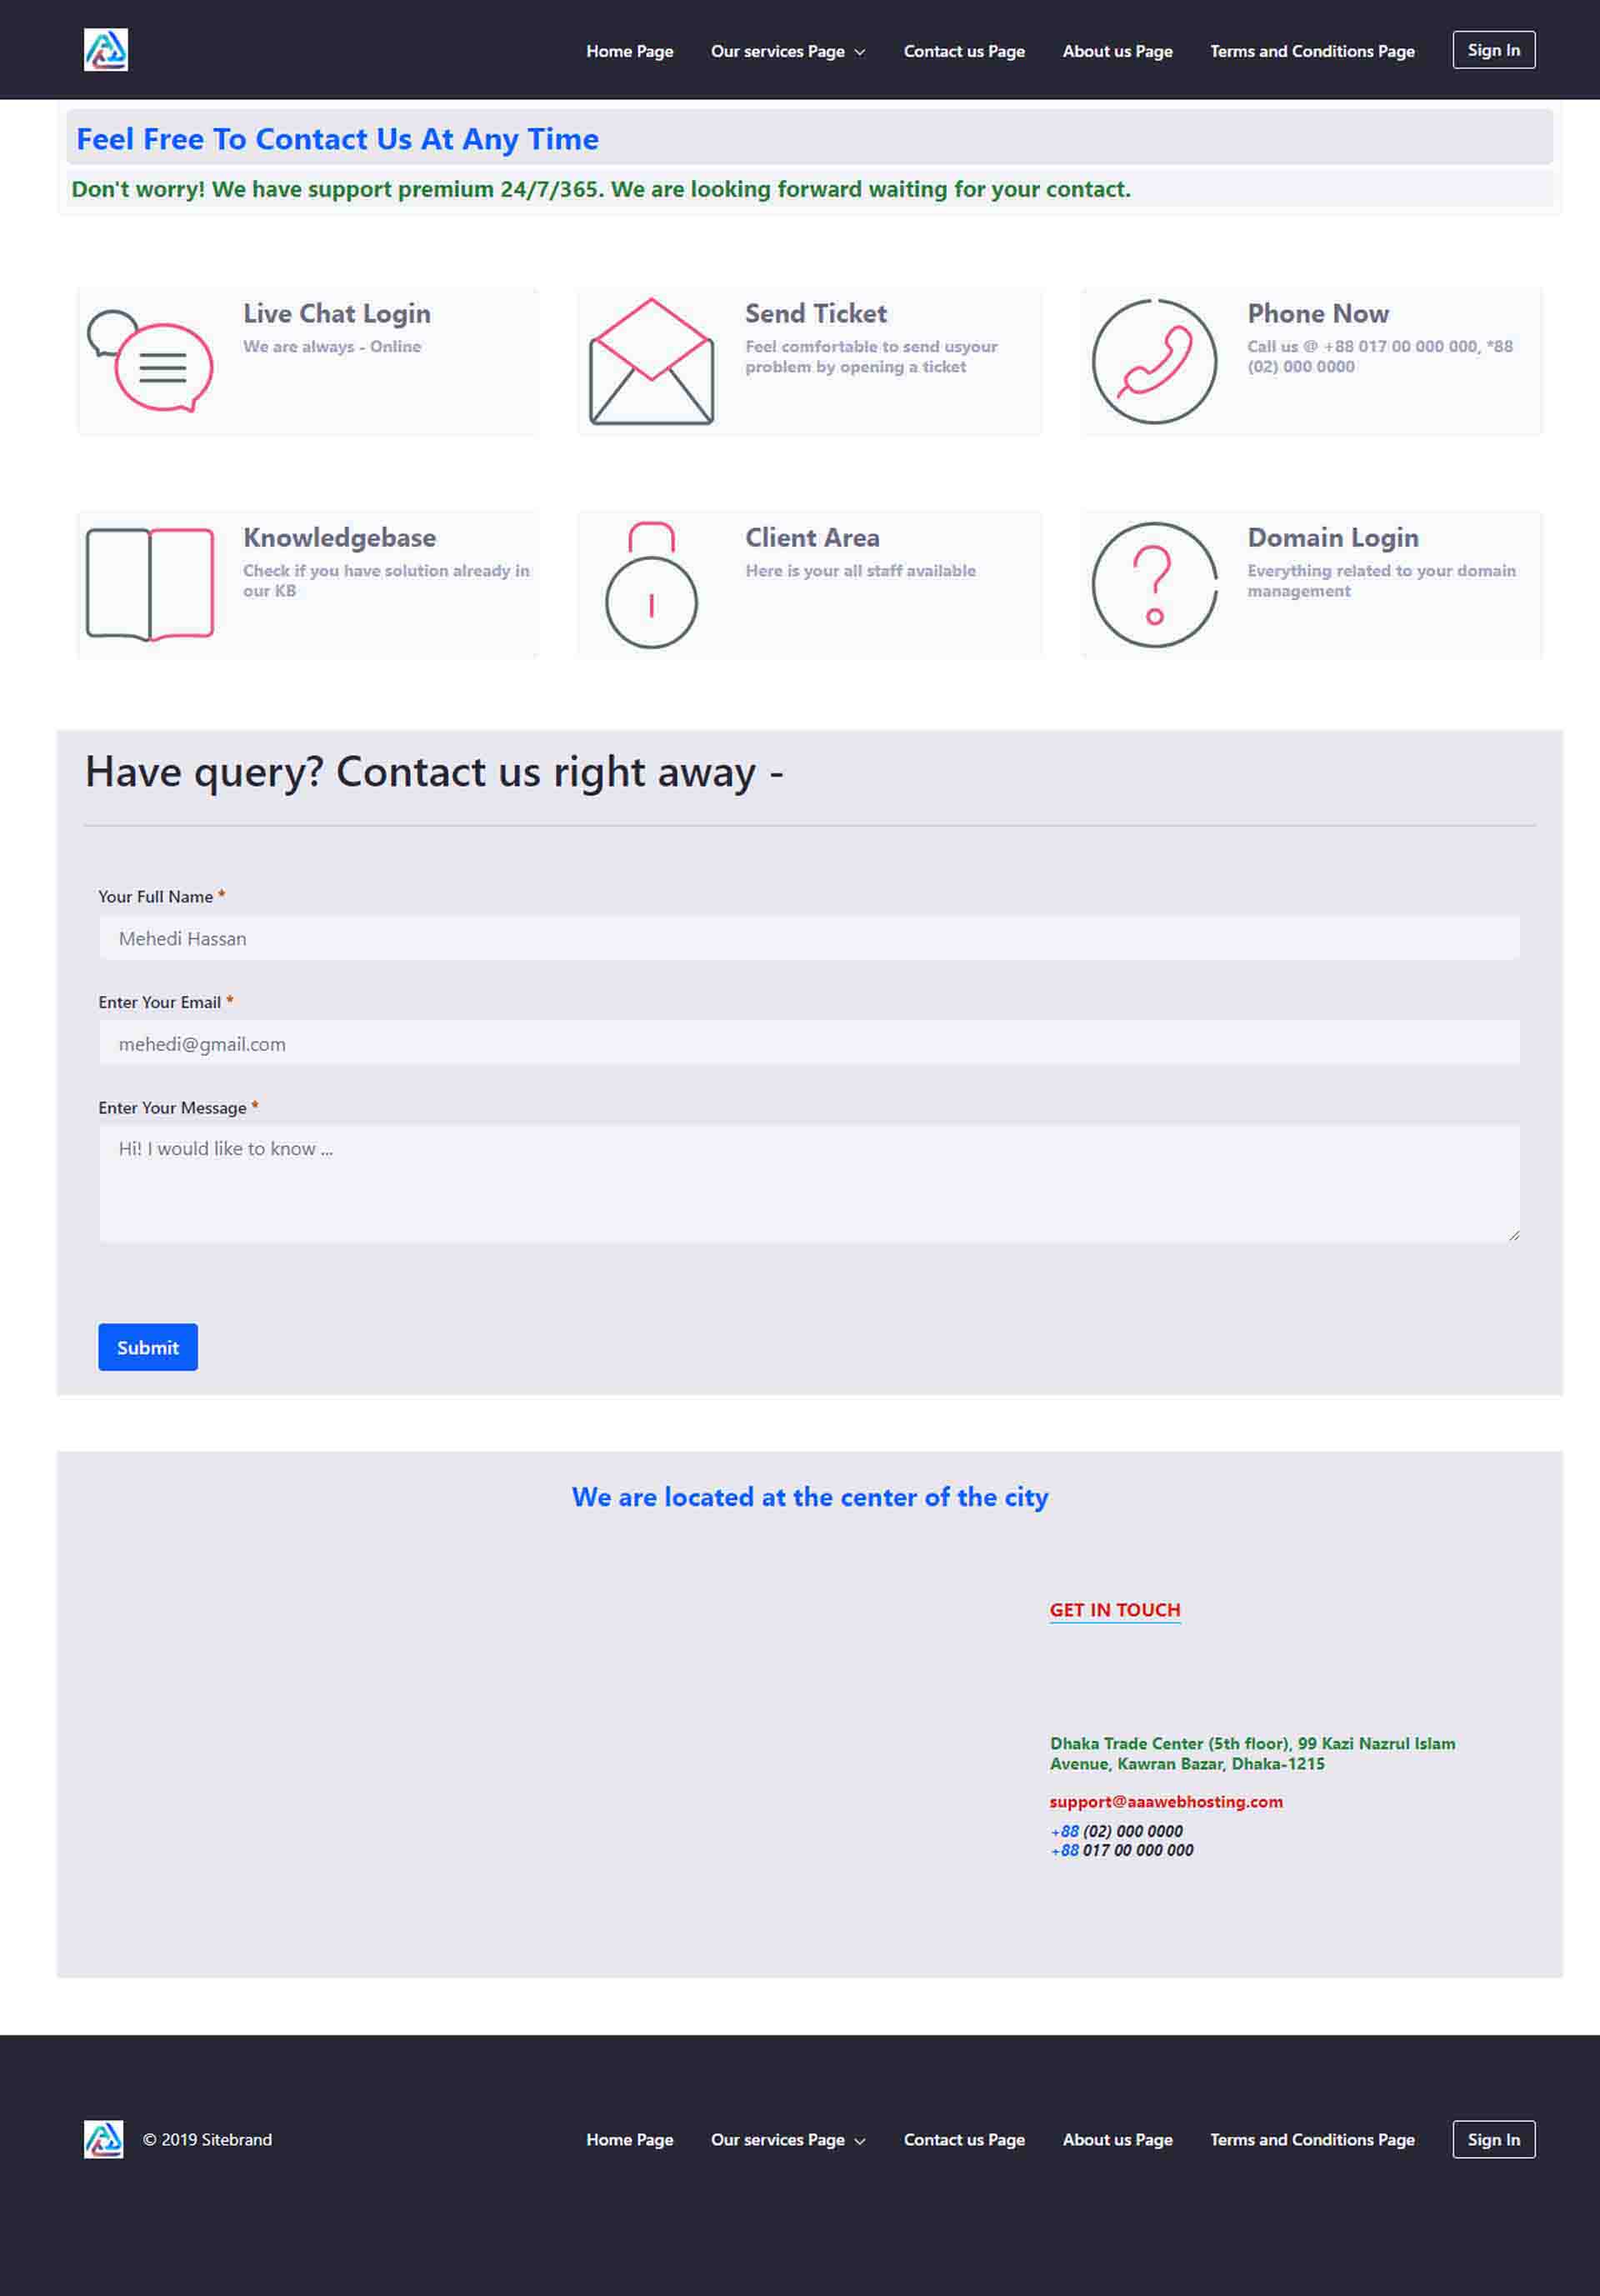 Home Page Our services Page Contact us Page About us Page Terms and Conditions Page Sign In
Feel Free To Contact Us At Any Time
Don't worry! We have support premium 24/7/365. We are looking forward waiting for your contact.
Live Chat Login
We are always - Online
Send Ticket
Feel comfortable to send usyour
problem by opening a ticket
Phone Now
Call us @ +88 017 00 000 000, *88
(02) 000 0000
Knowledgebase
Check if you have solution already in
our KB
Client Area
Here is your all staff available
Domain Login
Everything related to your domain
management
Have query? Contact us right away -
Your Full Name *
Mehedi Hassan
Enter Your Email *
mehedi@gmail.com
Enter Your Message *
Hi! I would like to know ...
Submit
We are located at the center of the city
GET IN TOUCH
Dhaka Trade Center (5th floor), 99 Kazi Nazrul Islam
Avenue, Kawran Bazar, Dhaka-1215
support@aaawebhosting.com
+88 (02) 000 0000
+88 017 00 000 000
© 2019 Sitebrand Home Page Our services Page Contact us Page About us Page Terms and Conditions Page Sign In